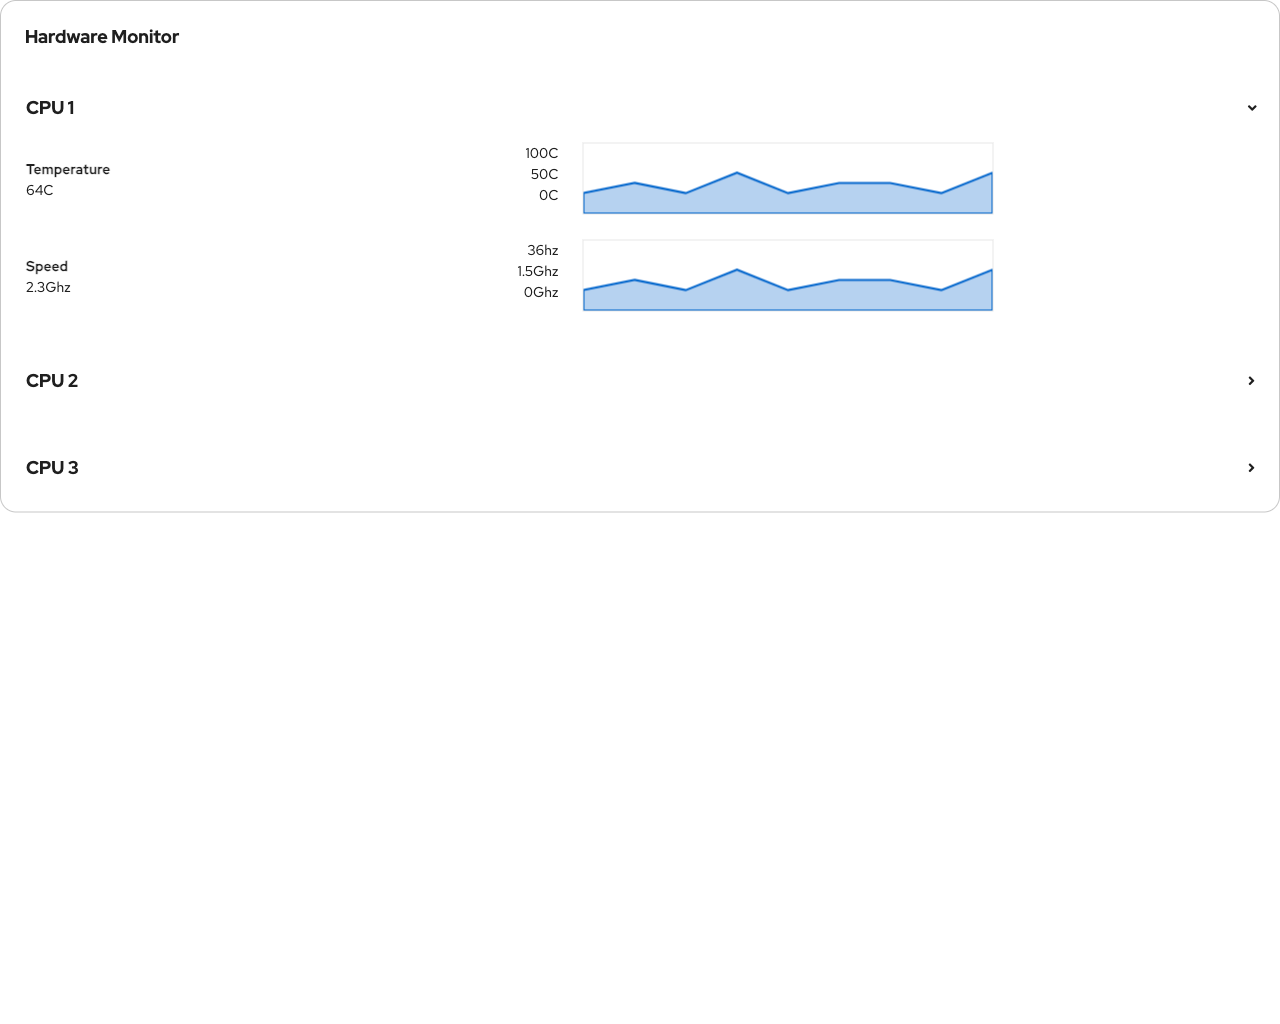 Hardware Monitor
CPU 1
Temperature
64C
100C
50C
0C
Speed
2.3Ghz
36hz
1.5Ghz
0Ghz
CPU 2
CPU 3